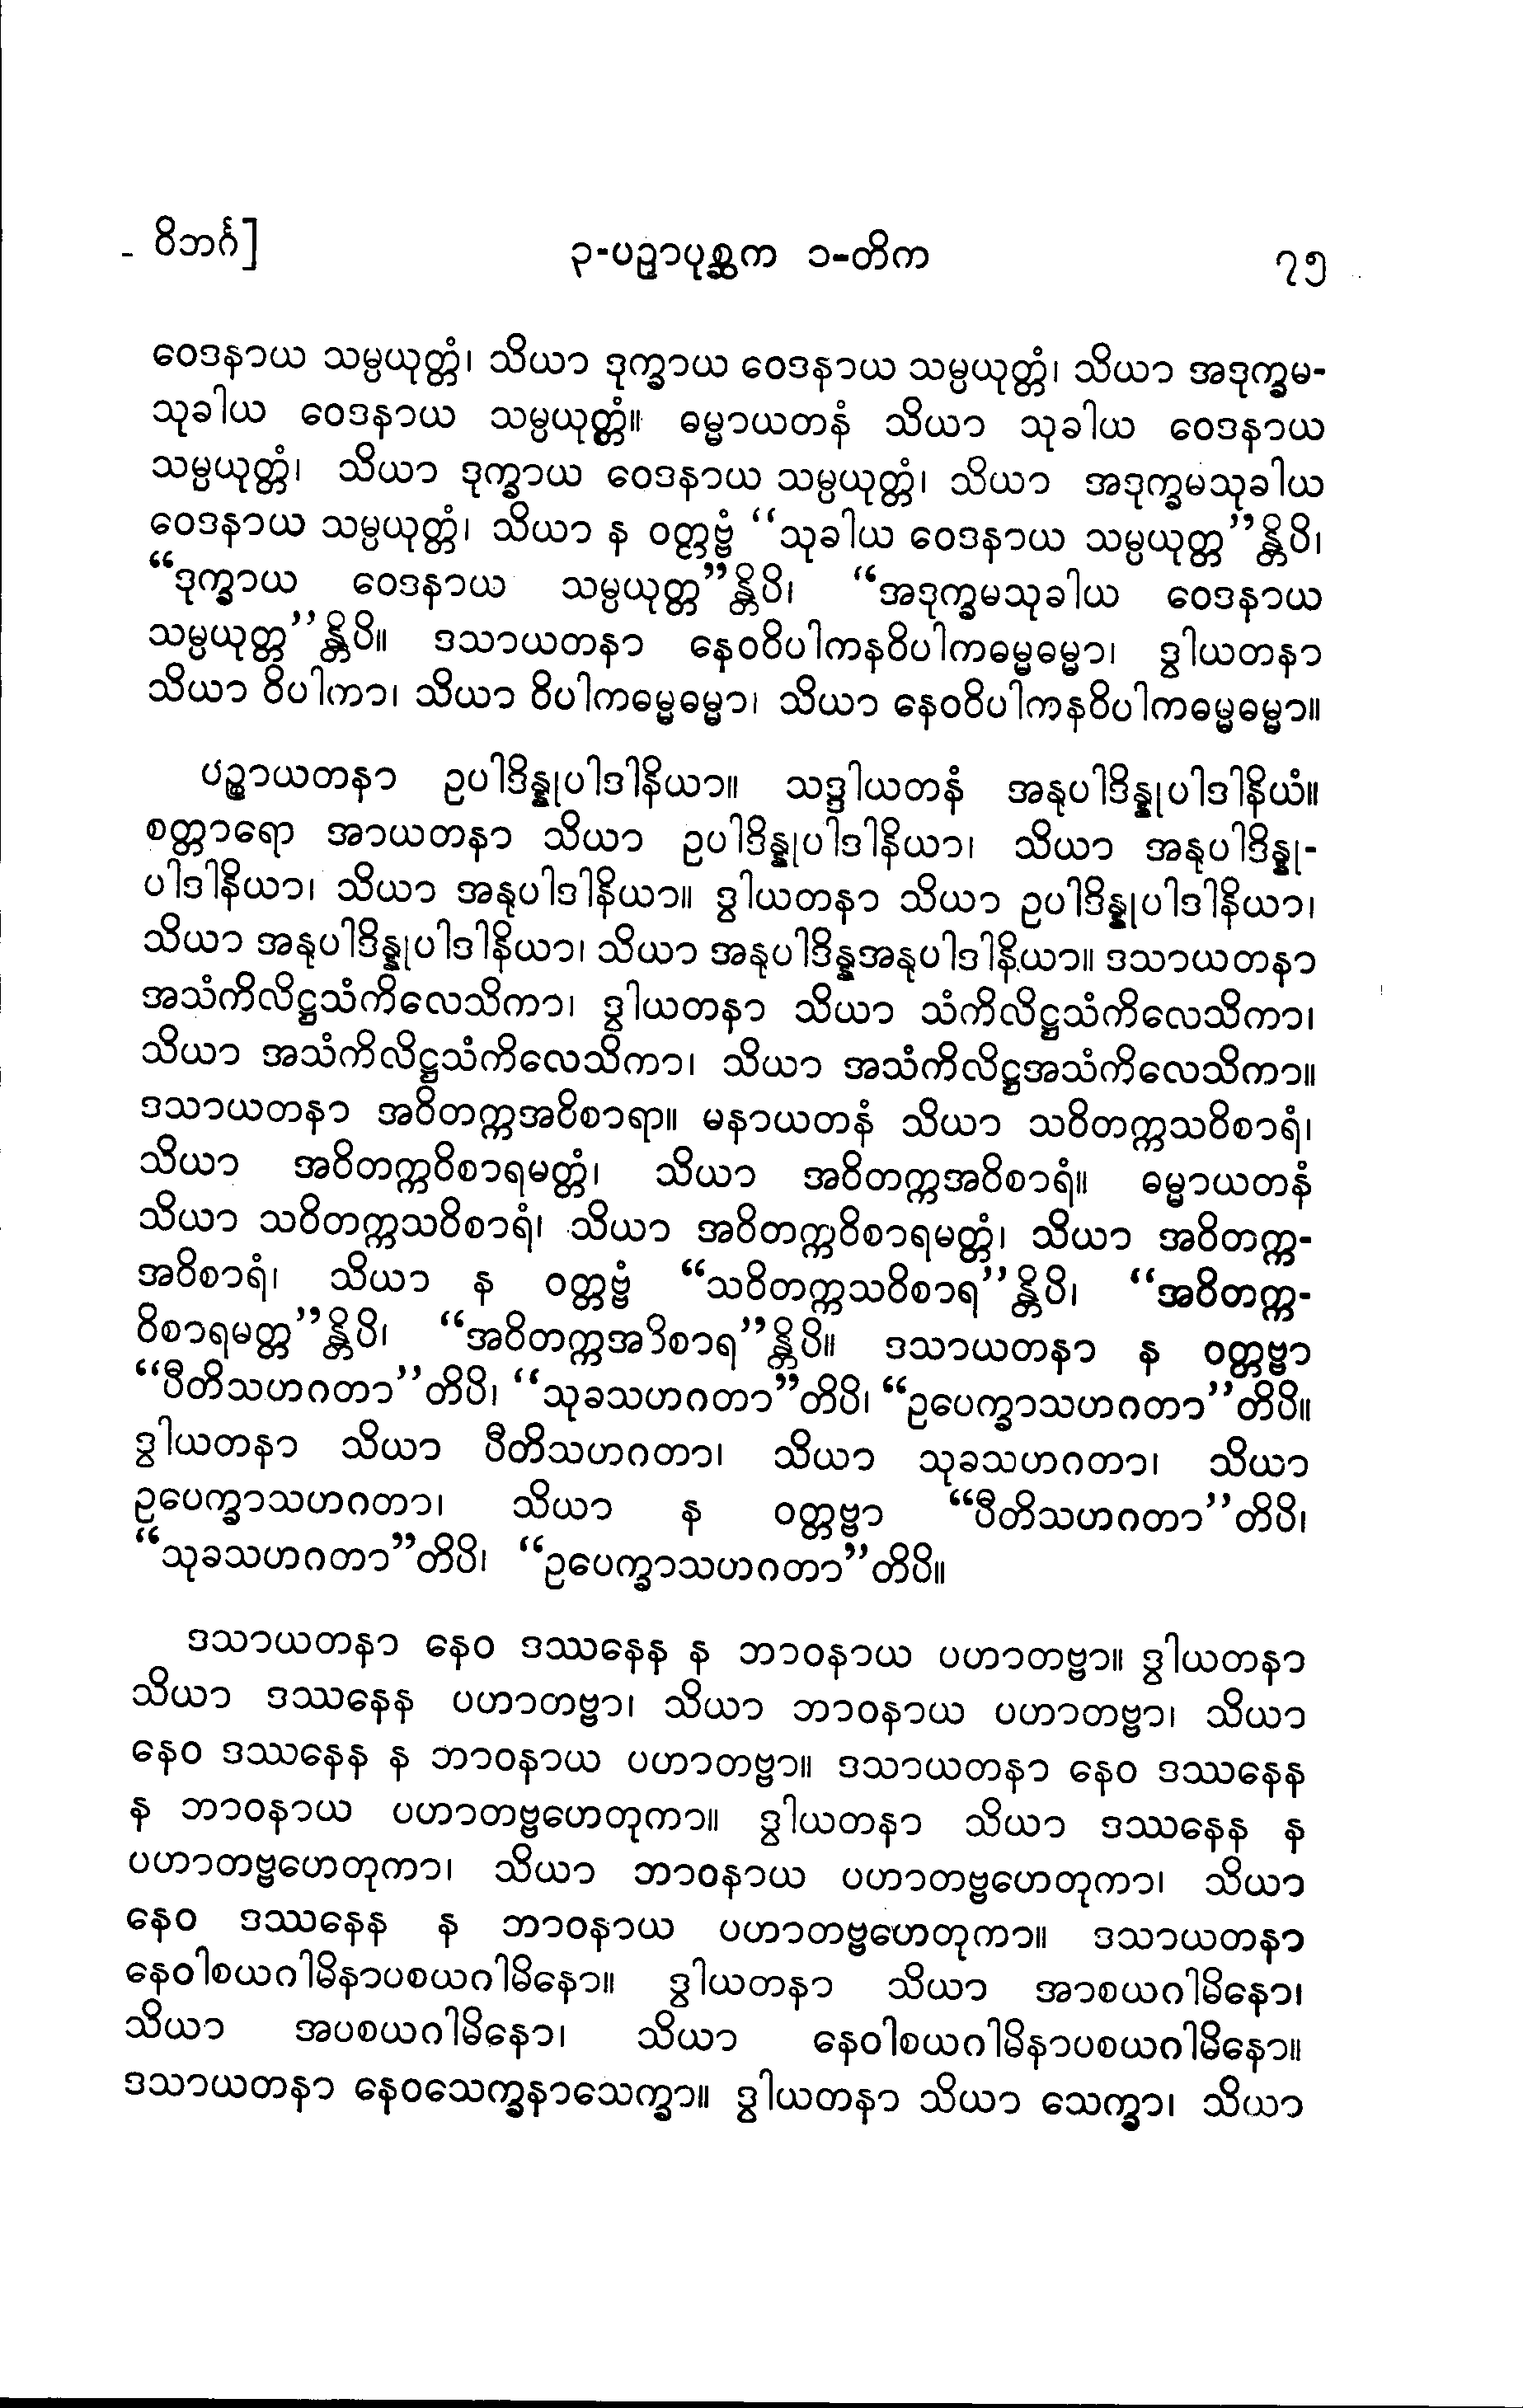 ဝိဘင်္ဂ] ၃-ပဉှာပုစ္ဆက ၁-တိက ၇၅
ဝေဒနာယ သမ္ပယုတ္တံ၊ သိယာ ဒုက္ခာယ ဝေဒနာယ သမ္ပယုတ္တံ၊ သိယာ အဒုက္ခမ-
သုခါယ ဝေဒနာယ သမ္ပယုတ္တံ။ ဓမ္မာယတနံ သိယာ သုခါယ ဝေဒနာယ
သမ္ပယုတ္တံ၊ သိယာ ဒုက္ခာယ ဝေဒနာယ သမ္ပယုတ္တံ၊ သိယာ အဒုက္ခမသုခါယ
ဝေဒနာယ သမ္ပယုတ္တံ၊ သိယာ န ဝတ္တဗ္ဗံ “သုခါယ ဝေဒနာယ သမ္ပယုတ္တ”န္တိပိ၊
“ဒုက္ခာယ ဝေဒနာယ သမ္ပယုတ္တ”န္တိပိ၊ “အဒုက္ခမသုခါယ ဝေဒနာယ
သမ္ပယုတ္တ”န္တိပိ။ ဒသာယတနာ နေဝဝိပါကနဝိပါကဓမ္မဓမ္မာ၊ ဒွါယတနာ
သိယာ ဝိပါကာ၊ သိယာ ဝိပါကဓမ္မဓမ္မာ၊ သိယာ နေဝဝိပါကနဝိပါကဓမ္မဓမ္မာ။
ပဉ္စာယတနာ ဥပါဒိန္နုပါဒါနိယာ။ သဒ္ဒါယတနံ အနုပါဒိန္နုပါဒါနိယံ။
စတ္တာရော အာယတနာ သိယာ ဥပါဒိန္နုပါဒါနိယာ၊ သိယာ အနုပါဒိန္နု-
ပါဒါနိယာ၊ သိယာ အနုပါဒါနိယာ။ ဒွါယတနာ သိယာ ဥပါဒိန္နုပါဒါနိယာ၊
သိယာ အနုပါဒိန္နုပါဒါနိယာ၊ သိယာ အနုပါဒိန္နအနုပါဒါနိယာ။ ဒသာယတနာ
အသံကိလိဋ္ဌသံကိလေသိကာ၊ ဒွါယတနာ သိယာ သံကိလိဋ္ဌသံကိလေသိကာ၊
သိယာ အသံကိလိဋ္ဌသံကိလေသိကာ၊ သိယာ အသံကိလိဋ္ဌအသံကိလေသိကာ။
ဒသာယတနာ အဝိတက္ကအဝိစာရာ။ မနာယတနံ သိယာ သဝိတက္ကသဝိစာရံ၊
သိယာ အဝိတက္ကဝိစာရမတ္တံ၊ သိယာ အဝိတက္ကအဝိစာရံ။ ဓမ္မာယတနံ
သိယာ သဝိတက္ကသဝိစာရံ၊ သိယာ အဝိတက္ကဝိစာရမတ္တံ၊ သိယာ အဝိတက္က-
အဝိစာရံ၊ သိယာ န ဝတ္တဗ္ဗံ “သဝိတက္ကသဝိစာရ”န္တိပိ၊ “အဝိတက္က-
ဝိစာရမတ္တ”န္တိပိ၊ “အဝိတက္ကအဝိစာရ”န္တိပိ။ ဒသာယတနာ န ဝတ္တဗ္ဗာ
“ပီတိသဟဂတာ”တိပိ၊ “သုခသဟဂတာ”တိပိ၊ “ဥပေက္ခာသဟဂတာ”တိပိ။
ဒွါယတနာ သိယာ ပီတိသဟဂတာ၊ သိယာ သုခသဟဂတာ၊ သိယာ
ဥပေက္ခာသဟဂတာ၊ သိယာ န ဝတ္တဗ္ဗာ “ပီတိသဟဂတာ”တိပိ၊
“သုခသဟဂတာ”တိပိ၊ “ဥပေက္ခာသဟဂတာ”တိပိ။
ဒသာယတနာ နေဝ ဒဿနေန န ဘာဝနာယ ပဟာတဗ္ဗာ။ ဒွါယတနာ
သိယာ ဒဿနေန ပဟာတဗ္ဗာ၊ သိယာ ဘာဝနာယ ပဟာတဗ္ဗာ၊ သိယာ
နေဝ ဒဿနေန န ဘာဝနာယ ပဟာတဗ္ဗာ။ ဒသာယတနာ နေဝ ဒဿနေန
န ဘာဝနာယ ပဟာတဗ္ဗဟေတုကာ။ ဒွါယတနာ သိယာ ဒဿနေန န
ပဟာတဗ္ဗဟေတုကာ၊ သိယာ ဘာဝနာယ ပဟာတဗ္ဗဟေတုကာ၊ သိယာ
နေဝ ဒဿနေန န ဘာဝနာယ ပဟာတဗ္ဗဟေတုကာ။ ဒသာယတနာ
နေဝါစယဂါမိနာပစယဂါမိနော။ ဒွါယတနာ သိယာ အာစယဂါမိနော၊
သိယာ အပစယဂါမိနော၊ သိယာ နေဝါစယဂါမိနာပစယဂါမိနော။
ဒသာယတနာ နေဝသေက္ခနာသေက္ခာ။ ဒွါယတနာ သိယာ သေက္ခာ၊ သိယာ